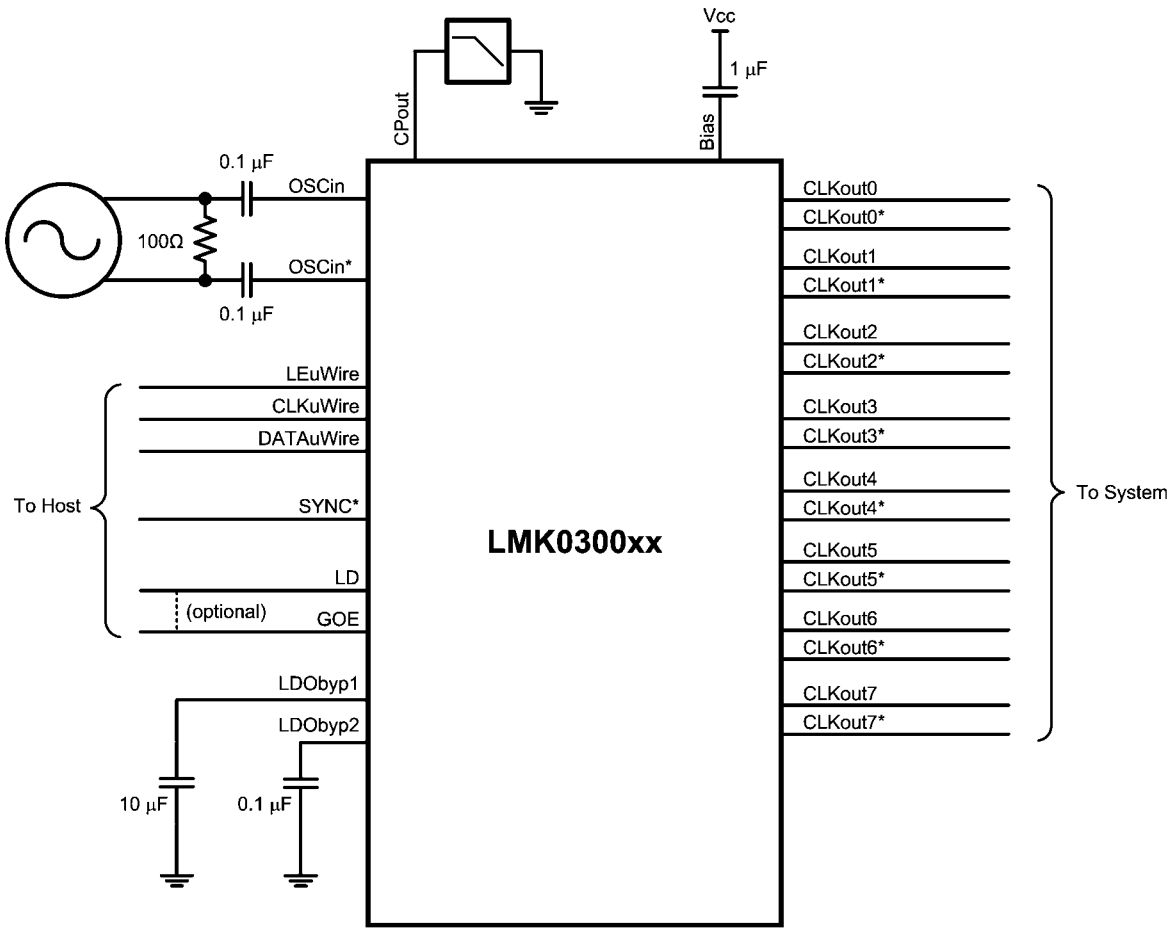 Vcc
1 µF
CPout
Bias
0.1 µF
OSCin
100Ω
OSCin*
0.1 µF
LEuWire
CLKuWire
DATAuWire
To Host
SYNC*
LD
(optional)
GOE
LDObyp1
LDObyp2
10 µF
0.1 µF
LMK0300xx
CLKout0
CLKout0*
CLKout1
CLKout1*
CLKout2
CLKout2*
CLKout3
CLKout3*
CLKout4
CLKout4*
CLKout5
CLKout5*
CLKout6
CLKout6*
CLKout7
CLKout7*
To System